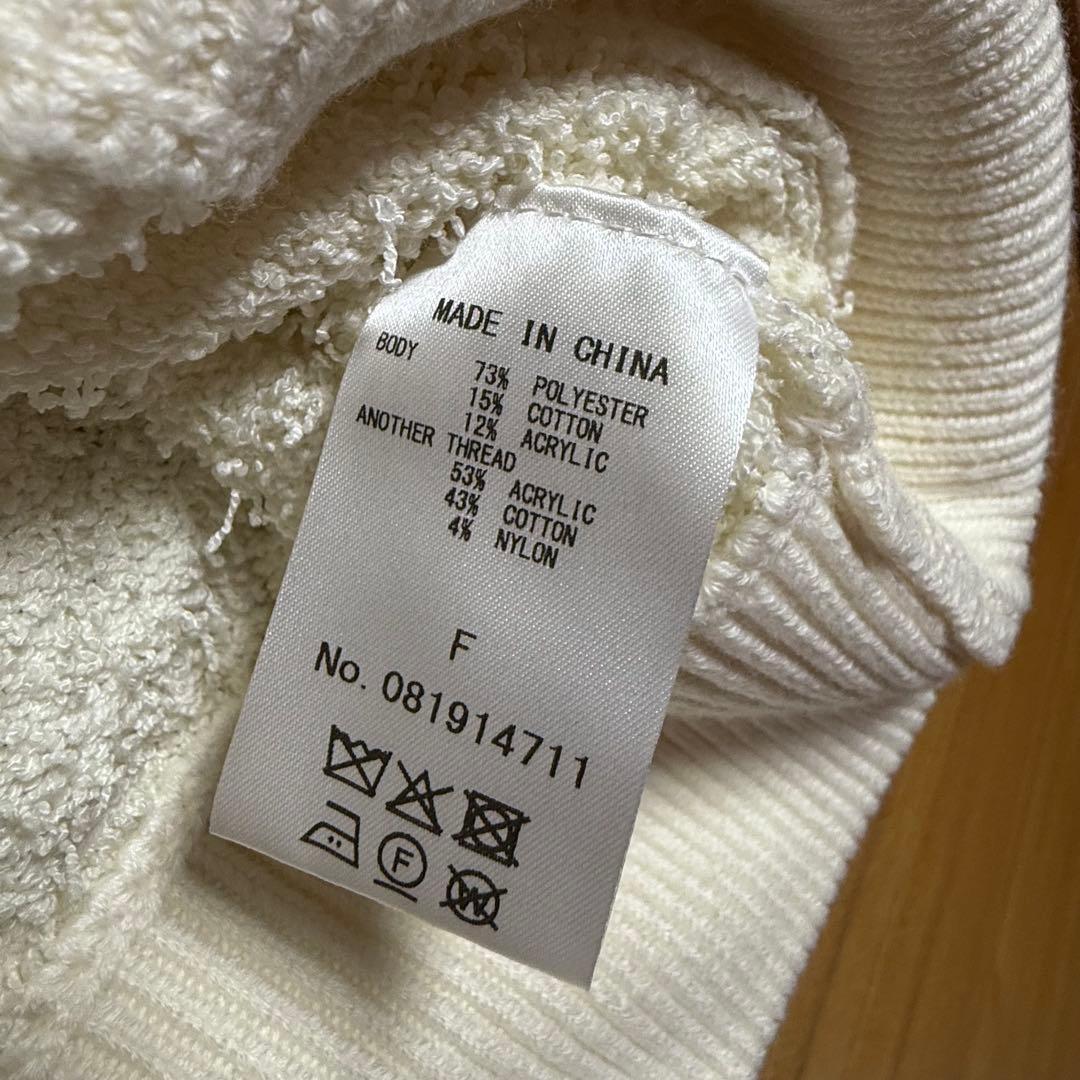 MADE IN CHINA
BODY
73% POLYESTER
15% COTTON
12% ACRYLIC
ANOTHER THREAD
53% ACRYLIC
43% COTTON
4% NYLON
F
No. 081914711
F
W